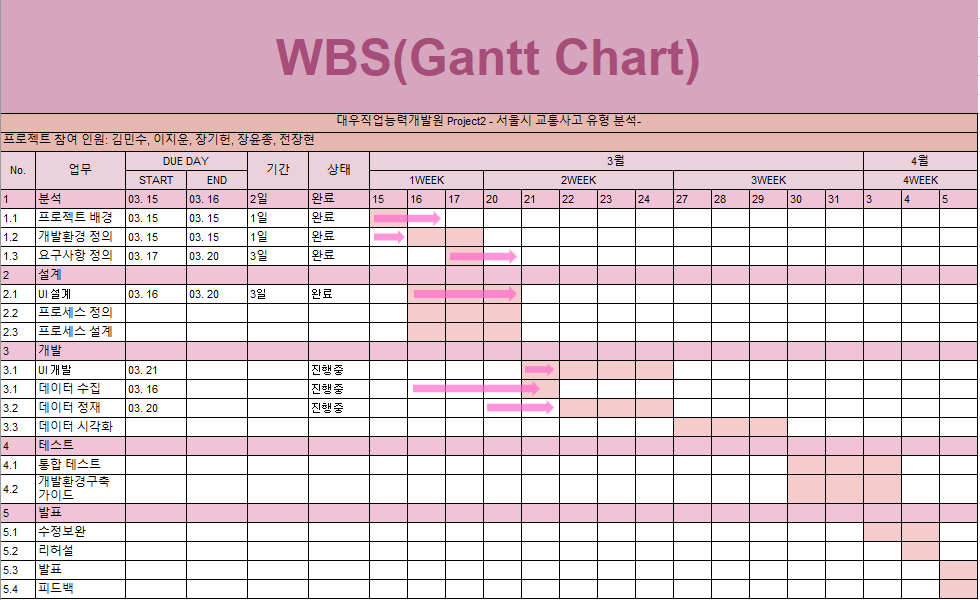 WBS(Gantt Chart)
대우직업능력개발원 Project2 - 서울시 교통사고 유형 분석-
프로젝트 참여 인원: 김민수, 이지윤, 장기헌, 장윤종, 전장현
No. 업무 DUE DAY 기간 상태 3월 4월
START END 1WEEK 2WEEK 3WEEK 4WEEK
1 분석 03. 15 03. 16 2일 완료 15 16 17 20 21 22 23 24 27 28 29 30 31 3 4 5
1.1 프로젝트 배경 03. 15 03. 15 1일 완료
1.2 개발환경 정의 03. 15 03. 15 1일 완료
1.3 요구사항 정의 03. 17 03. 20 3일 완료
2 설계
2.1 UI 설계 03. 16 03. 20 3일 완료
2.2 프로세스 정의
2.3 프로세스 설계
3 개발
3.1 UI 개발 03. 21 진행중
3.1 데이터 수집 03. 16 진행중
3.2 데이터 정재 03. 20 진행중
3.3 데이터 시각화
4 테스트
4.1 통합 테스트
4.2 개발환경구축
가이드
5 발표
5.1 수정보완
5.2 리허설
5.3 발표
5.4 피드백